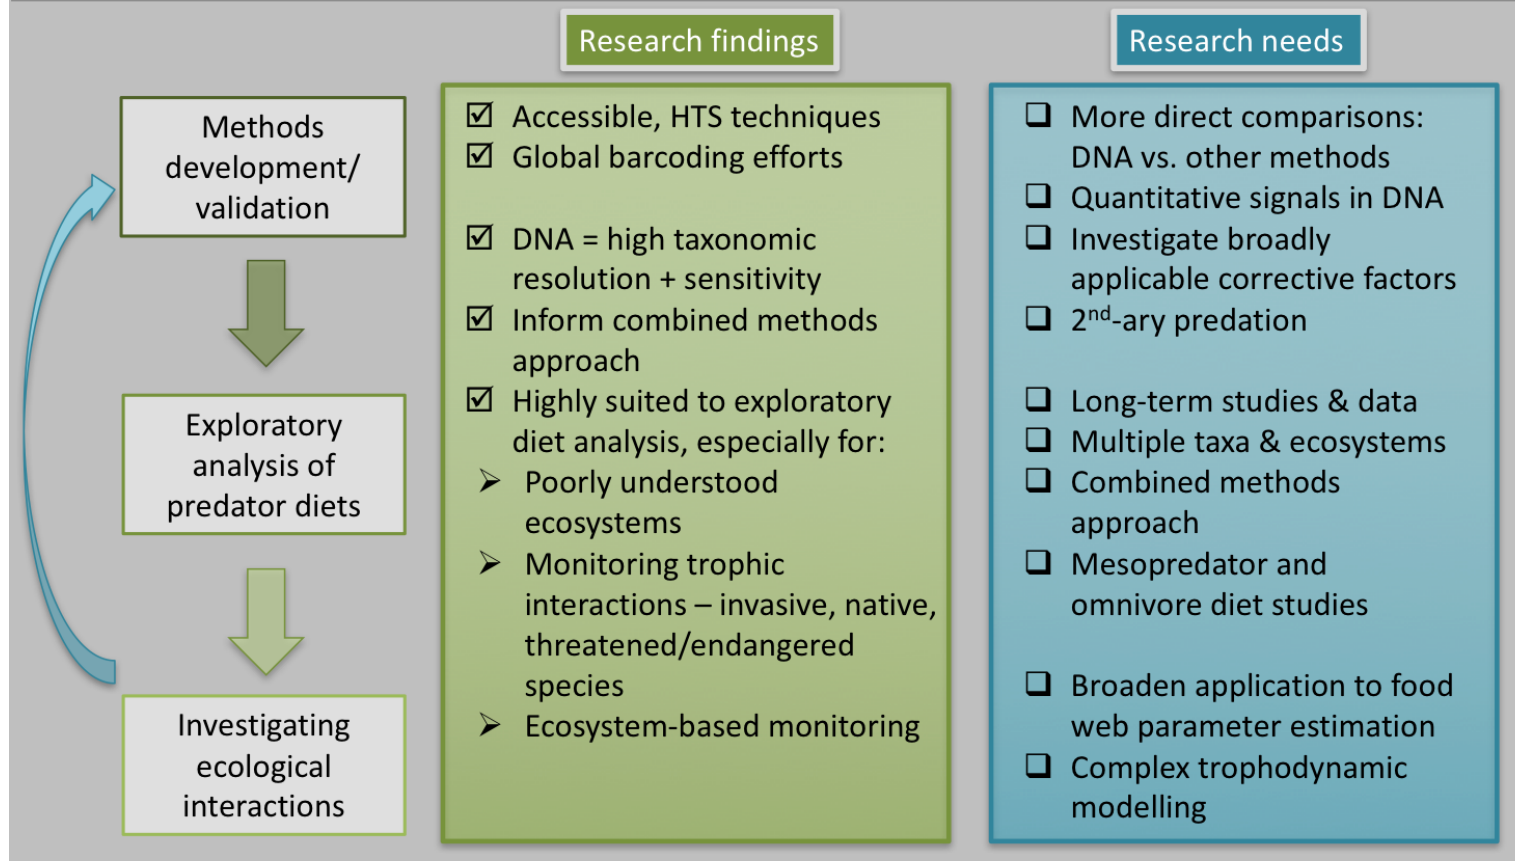 Research findings
Research needs
Methods
development/
validation
Exploratory
analysis of
predator diets
Investigating
ecological
interactions
Accessible, HTS techniques
Global barcoding efforts
DNA = high taxonomic
resolution + sensitivity
Inform combined methods
approach
Highly suited to exploratory
diet analysis, especially for:
Poorly understood
ecosystems
Monitoring trophic
interactions – invasive, native,
threatened/endangered
species
Ecosystem-based monitoring
More direct comparisons:
DNA vs. other methods
Quantitative signals in DNA
Investigate broadly
applicable corrective factors
2nd-ary predation
Long-term studies & data
Multiple taxa & ecosystems
Combined methods
approach
Mesopredator and
omnivore diet studies
Broaden application to food
web parameter estimation
Complex trophodynamic
modelling